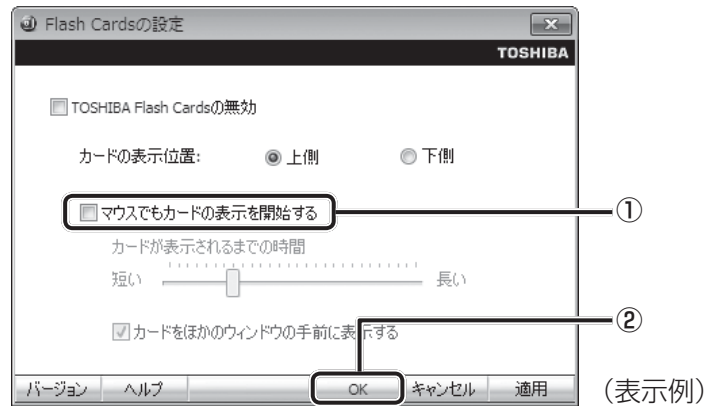 Flash Cardsの設定
TOSHIBA
TOSHIBA Flash Cardsの無効
カードの表示位置: 上側 下側
マウスでもカードの表示を開始する ①
カードが表示されるまでの時間
短い 長い
②
カードをほかのウィンドウの手前に表示する
バージョン ヘルプ OK キャンセル 適用 （表示例）